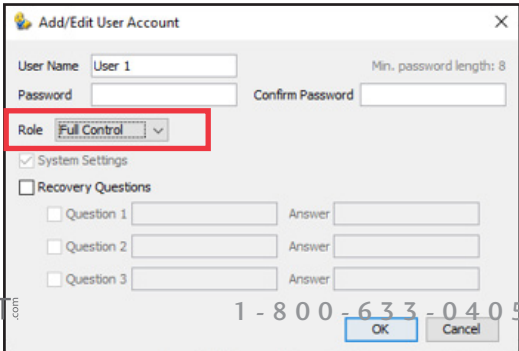 Add/Edit User Account
User Name User 1 Min. password length: 8
Password Confirm Password
Role Full Control
System Settings
Recovery Questions
Question 1 Answer
Question 2 Answer
Question 3 Answer
T.com 1-800-633-0405
OK Cancel